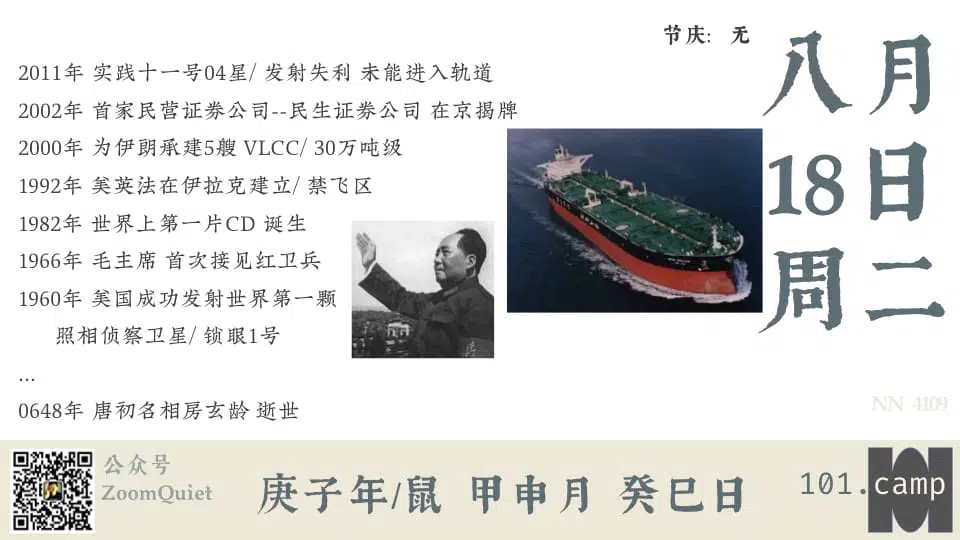 节庆: 无
八月
18日
周二
2011年 实践十一号04星/ 发射失利 未能进入轨道
2002年 首家民营证券公司--民生证券公司 在京揭牌
2000年 为伊朗承建5艘 VLCC/ 30万吨级
1992年 美英法在伊拉克建立/ 禁飞区
1982年 世界上第一片CD 诞生
1966年 毛主席 首次接见红卫兵
1960年 美国成功发射世界第一颗
照相侦察卫星/ 锁眼1号
...
0648年 唐初名相房玄龄 逝世
NN 4109
公众号
ZoomQuiet
庚子年/鼠 甲申月 癸巳日
101.camp